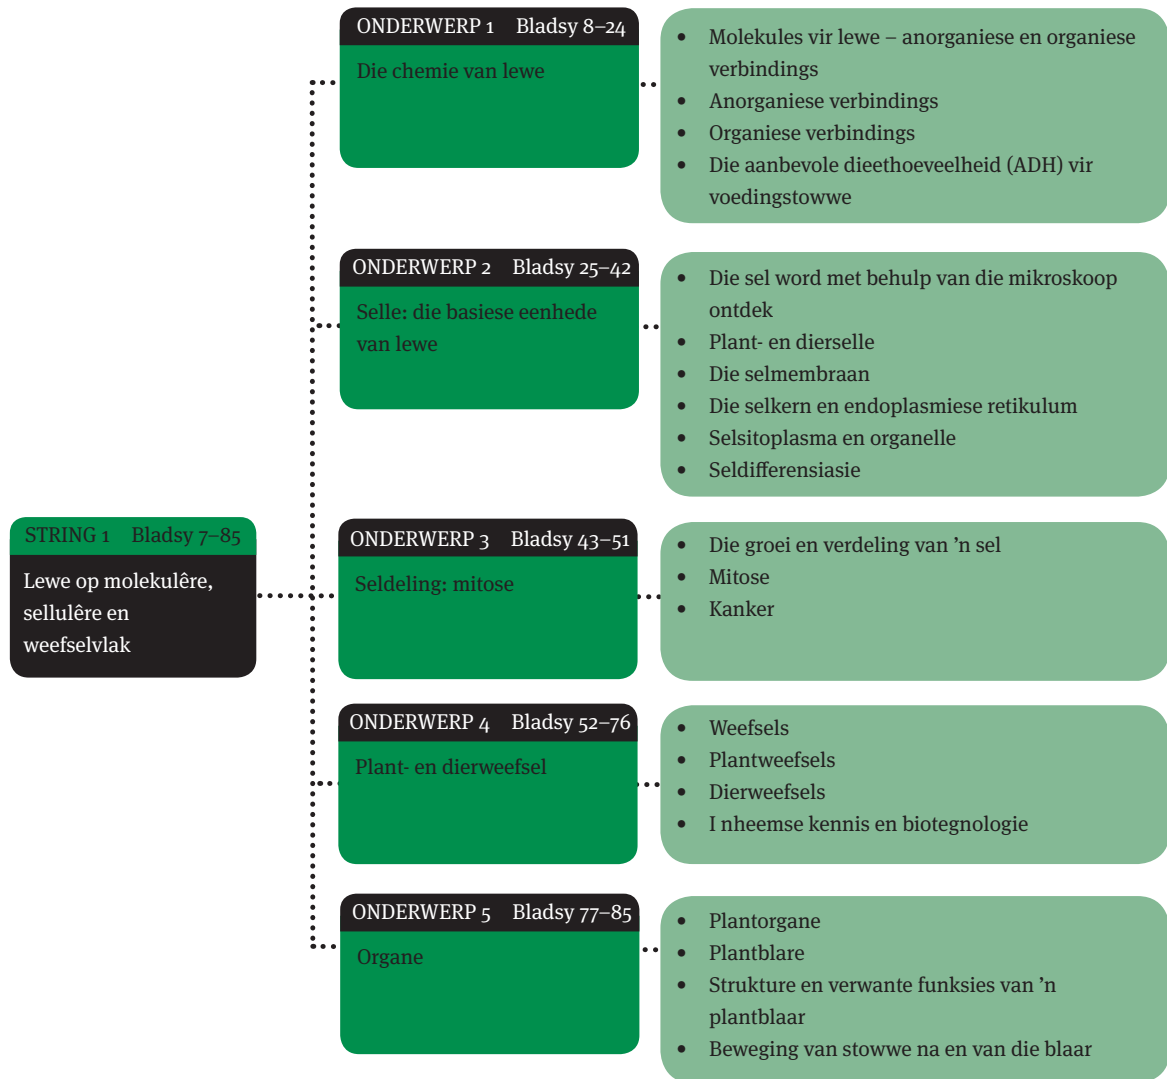 ONDERWERP 1 Bladsy 8–24
Die chemie van lewe
• Molekules vir lewe – anorganiese en organiese
verbindings
• Anorganiese verbindings
• Organiese verbindings
• Die aanbevole dieethoeveelheid (ADH) vir
voedingstowwe
ONDERWERP 2 Bladsy 25–42
Selle: die basiese eenhede
van lewe
• Die sel word met behulp van die mikroskoop
ontdek
• Plant- en dierselle
• Die selmembraan
• Die selkern en endoplasmiese retikulum
• Selsitoplasma en organelle
• Seldifferensiasie
STRING 1 Bladsy 7–85
Lewe op molekulêre,
sellulêre en
weefselvlak
ONDERWERP 3 Bladsy 43–51
Seldeling: mitose
• Die groei en verdeling van ’n sel
• Mitose
• Kanker
ONDERWERP 4 Bladsy 52–76
Plant- en dierweefsel
• Weefsels
• Plantweefsels
• Dierweefsels
• I nheemse kennis en biotegnologie
ONDERWERP 5 Bladsy 77–85
Organe
• Plantorgane
• Plantblare
• Strukture en verwante funksies van ’n
plantblaar
• Beweging van stowwe na en van die blaar